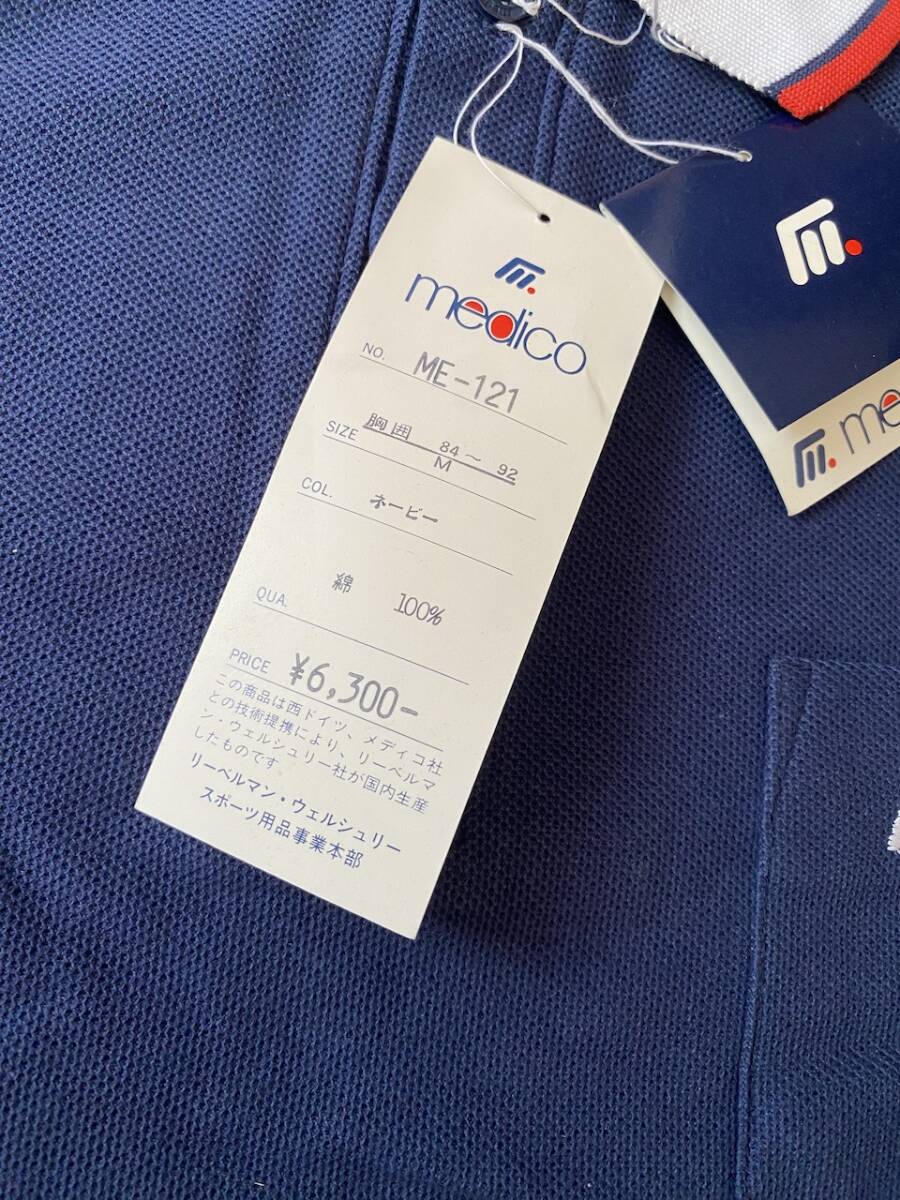 medico
NO. ME-121
SIZE 胸囲 84～92
M
COL. ネービー
QUA. 綿 100%
PRICE ¥6,300-
この商品は西ドイツ、メディコ社
との技術提携により、リーベルマ
ン・ウェルシュリー社が国内生産
したものです
リーベルマン・ウェルシュリー
スポーツ用品事業本部
me